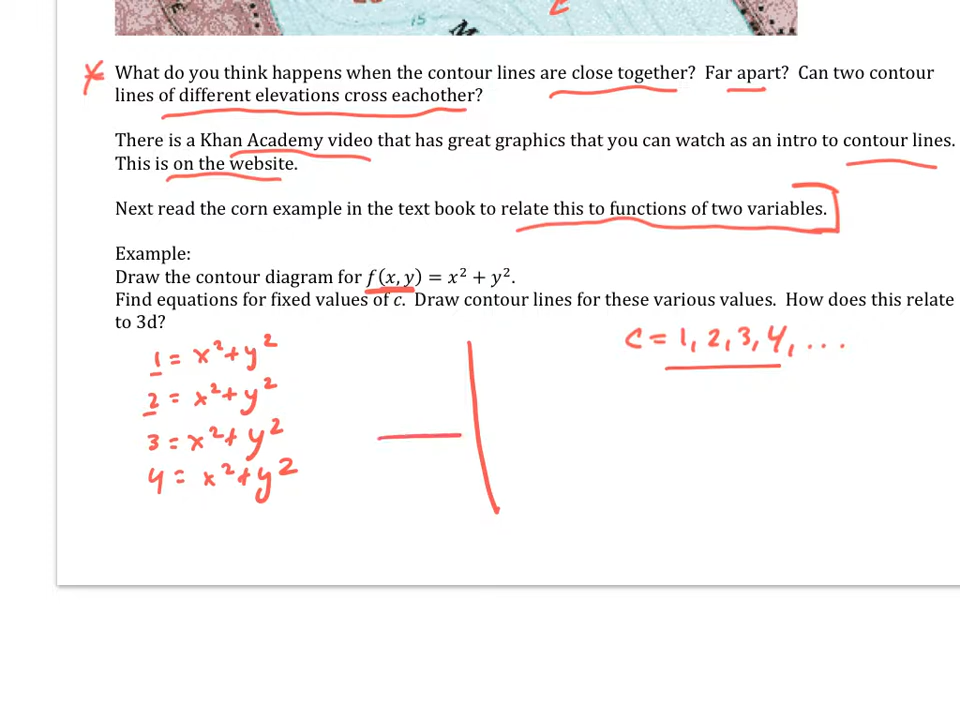 15
What do you think happens when the contour lines are close together? Far apart? Can two contour
lines of different elevations cross eachother?
There is a Khan Academy video that has great graphics that you can watch as an intro to contour lines.
This is on the website.
Next read the corn example in the text book to relate this to functions of two variables.
Example:
Draw the contour diagram for f(x, y) = x² + y².
Find equations for fixed values of c. Draw contour lines for these various values. How does this relate
to 3d?
c = 1, 2, 3, 4, ...
1 = x² + y²
2 = x² + y²
3 = x² + y²
4 = x² + y²